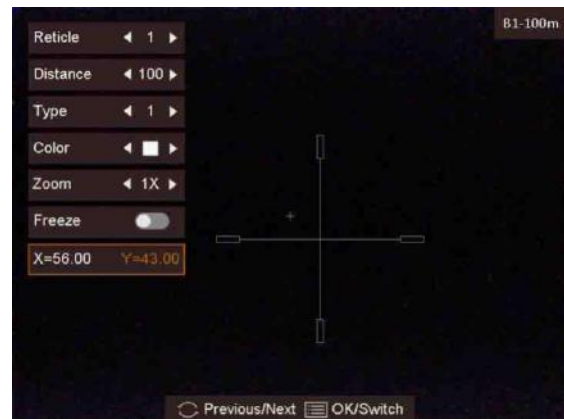 B1-100m
Reticle 1
Distance 100
Type 1
Color
Zoom 1X
Freeze
X=56.00 Y=43.00
Previous/Next OK/Switch